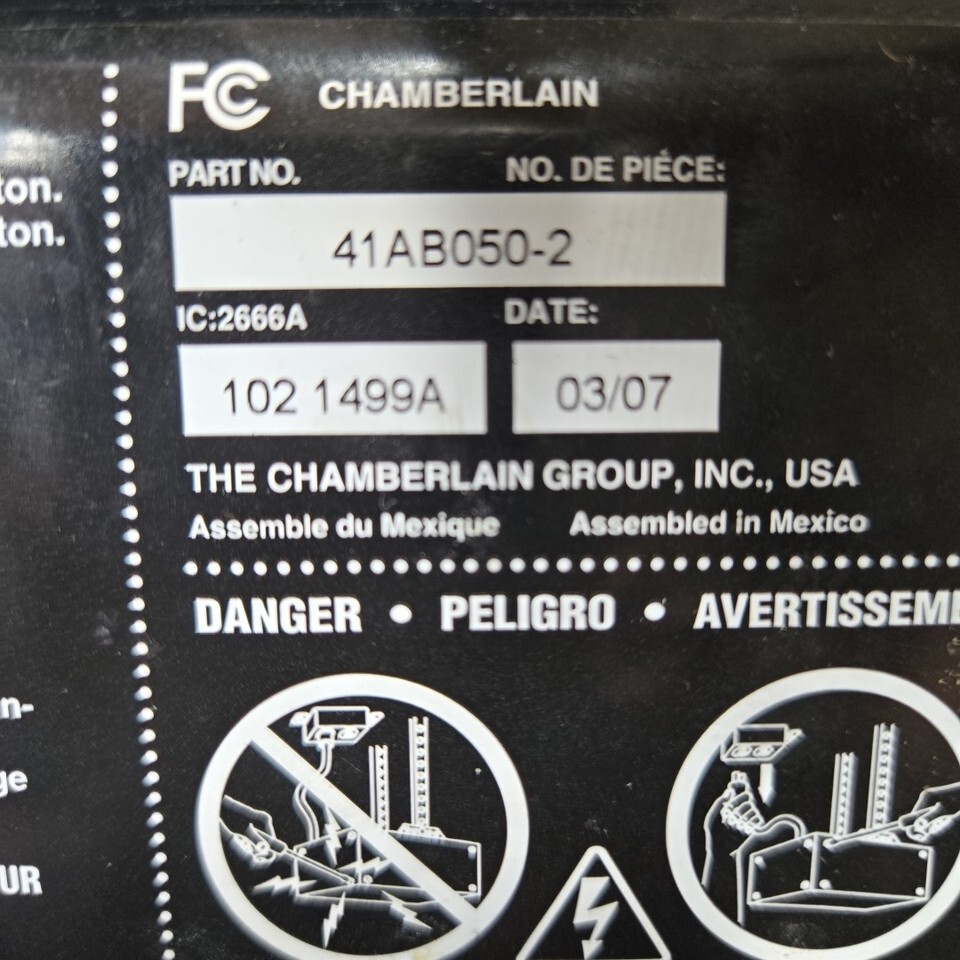 FC CHAMBERLAIN
PART NO. NO. DE PIÉCE:
41AB050-2
IC:2666A DATE:
102 1499A 03/07
THE CHAMBERLAIN GROUP, INC., USA
Assemble du Mexique Assembled in Mexico
DANGER • PELIGRO • AVERTISSEME
ton.
ton.
n-
ge
UR